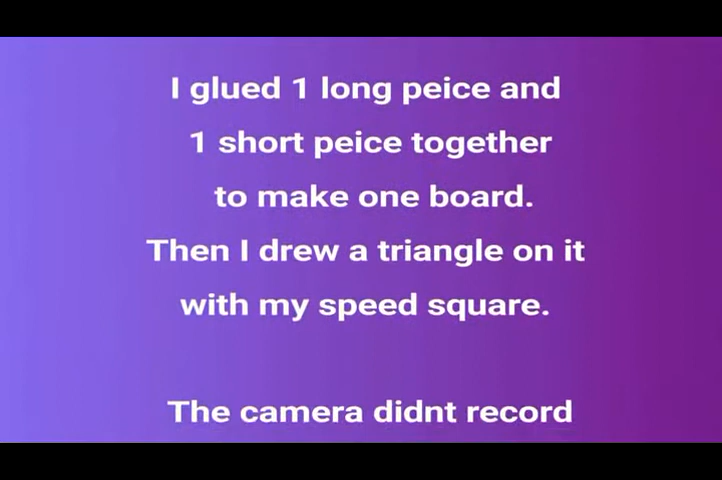 I glued 1 long peice and
1 short peice together
to make one board.
Then I drew a triangle on it
with my speed square.
The camera didnt record